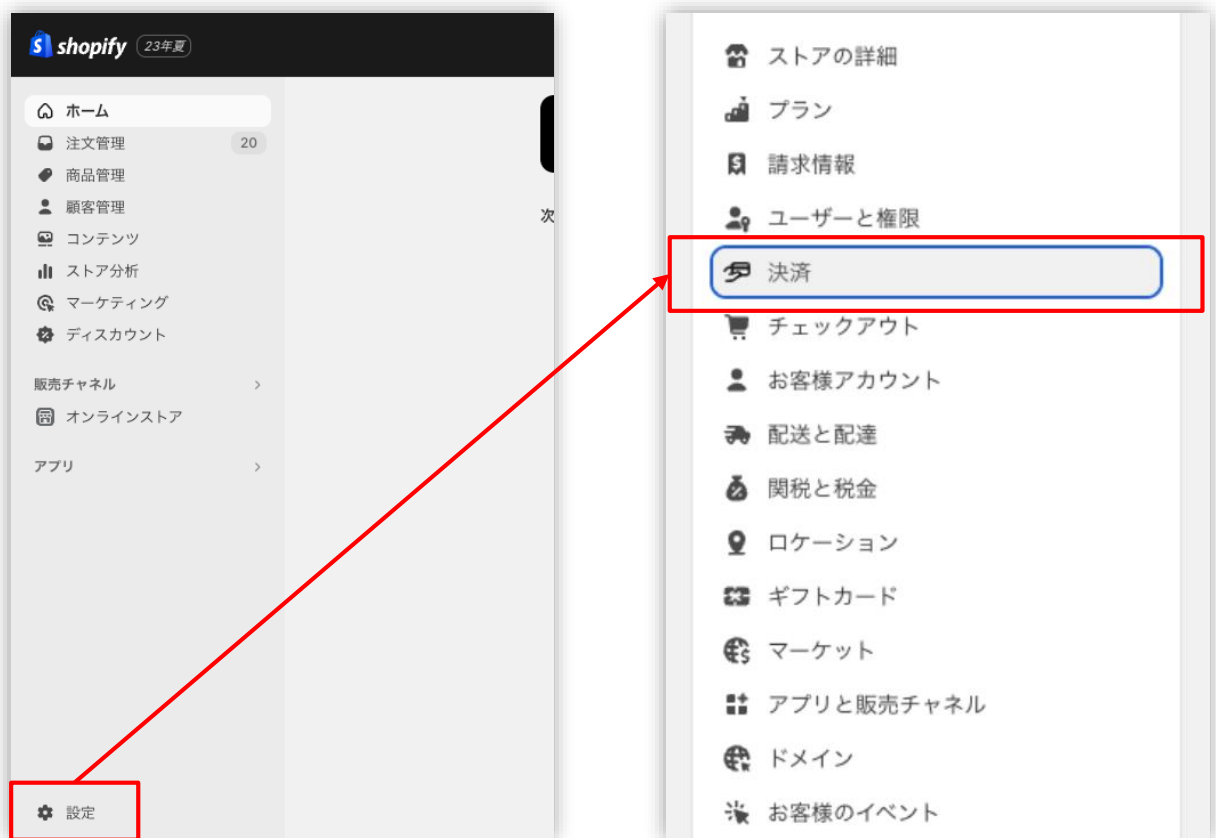 shopify 23年夏
ホーム
注文管理 20
商品管理
顧客管理
コンテンツ
ストア分析
マーケティング
ディスカウント
販売チャネル
オンラインストア
アプリ
設定
次
ストアの詳細
プラン
請求情報
ユーザーと権限
決済
チェックアウト
お客様アカウント
配送と配達
関税と税金
ロケーション
ギフトカード
マーケット
アプリと販売チャネル
ドメイン
お客様のイベント